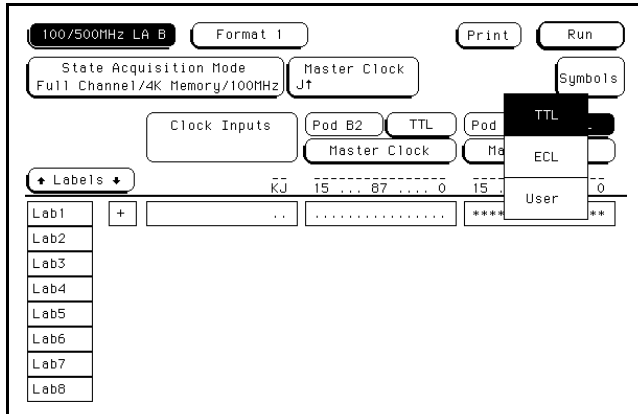 100/500MHz LA B Format 1 Print Run
State Acquisition Mode
Full Channel/4K Memory/100MHz
Master Clock
J↑
Symbols
Clock Inputs
Pod B2 TTL
Master Clock
Pod
Ma
TTL
ECL
User
↑ Labels ↓
KJ 15 ... 87 .... 0 15 . 0
Lab1 + .. ................ **** **
Lab2
Lab3
Lab4
Lab5
Lab6
Lab7
Lab8